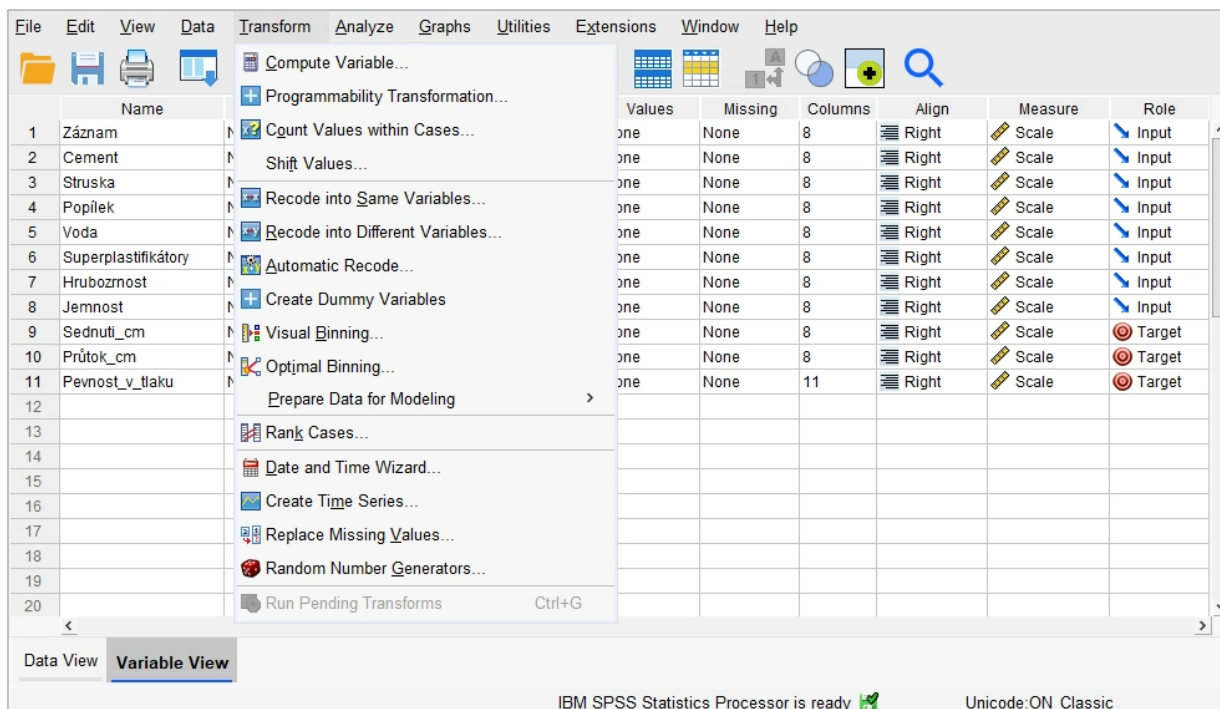 File Edit View Data Transform Analyze Graphs Utilities Extensions Window Help
Compute Variable...
Programmability Transformation...
Count Values within Cases...
Shift Values...
Recode into Same Variables...
Recode into Different Variables...
Automatic Recode...
Create Dummy Variables
Visual Binning...
Optimal Binning...
Prepare Data for Modeling >
Rank Cases...
Date and Time Wizard...
Create Time Series...
Replace Missing Values...
Random Number Generators...
Run Pending Transforms Ctrl+G
Name Values Missing Columns Align Measure Role
1 Záznam None 8 Right Scale Input
2 Cement None 8 Right Scale Input
3 Struska None 8 Right Scale Input
4 Popílek None 8 Right Scale Input
5 Voda None 8 Right Scale Input
6 Superplastifikátory None 8 Right Scale Input
7 Hrubozrnost None 8 Right Scale Input
8 Jemnost None 8 Right Scale Input
9 Sednuti_cm None 8 Right Scale Target
10 Průtok_cm None 8 Right Scale Target
11 Pevnost_v_tlaku None 11 Right Scale Target
12
13
14
15
16
17
18
19
20
Data View Variable View
IBM SPSS Statistics Processor is ready Unicode:ON Classic